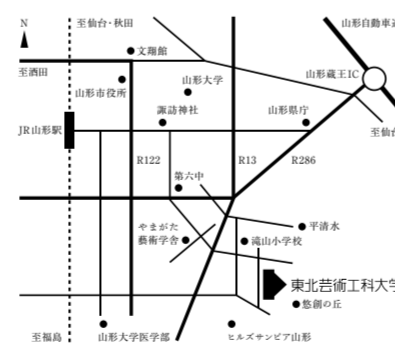 N
至仙台・秋田
山形自動車道
文翔館
至酒田
山形大学
山形蔵王IC
山形市役所
諏訪神社
山形県庁
JR山形駅
至仙台
R122
R13
R286
第六中
やまがた
藝術学舎
平清水
滝山小学校
東北芸術工科大学
悠創の丘
至福島
山形大学医学部
ヒルズサンピア山形